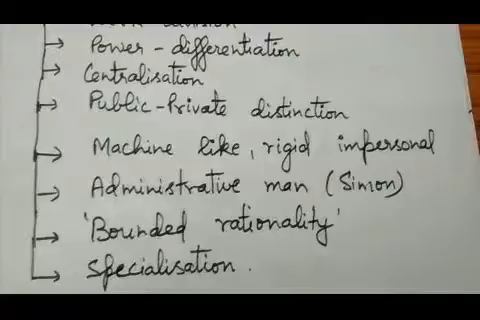 Power - differentiation
Centralisation
Public-Private distinction
Machine like, rigid impersonal
Administrative man (Simon)
'Bounded rationality'
Specialisation.